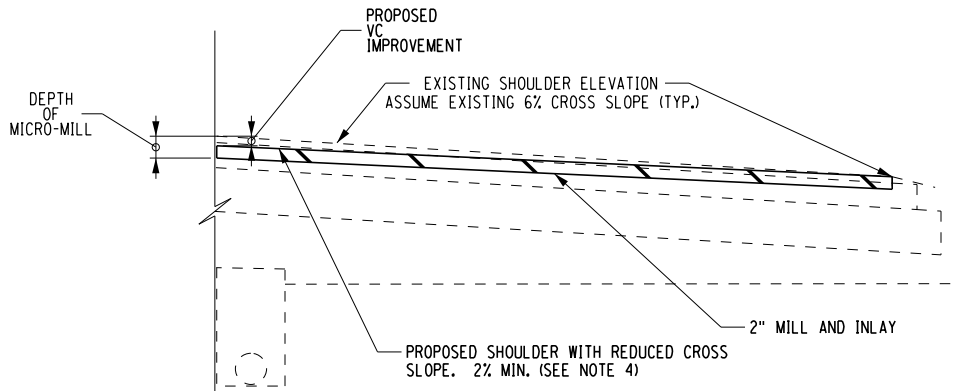 PROPOSED
VC
IMPROVEMENT
EXISTING SHOULDER ELEVATION
ASSUME EXISTING 6% CROSS SLOPE (TYP.)
DEPTH
OF
MICRO-MILL
2" MILL AND INLAY
PROPOSED SHOULDER WITH REDUCED CROSS
SLOPE. 2% MIN. (SEE NOTE 4)